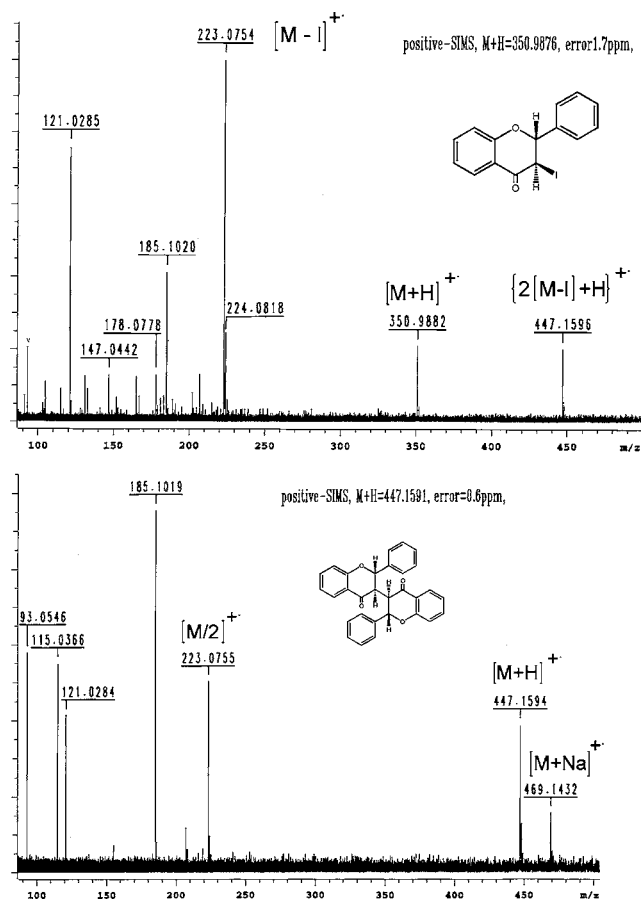 223.0754 [M - I]+·
positive-SIMS, M+H=350.9876, error1.7ppm,
121.0285
O
H
I
O
H
185.1020
178.0778
224.0818
147.0442
[M+H]+·
350.9882
{2[M-I]+H}+·
447.1596
100 150 200 250 300 350 400 450 m/z
185.1019
positive-SIMS, M+H=447.1591, error=0.6ppm,
H
O
O
H
O
H
H
O
93.0546
115.0366
121.0284
[M/2]+·
223.0755
[M+H]+·
447.1594
[M+Na]+·
469.1432
100 150 200 250 300 350 400 450 m/z